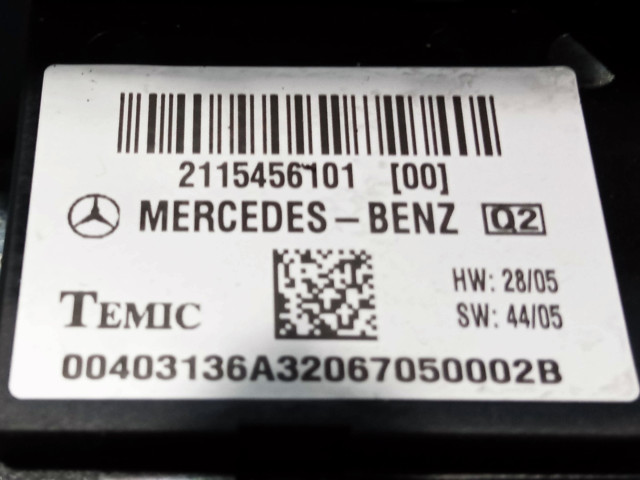 2115456101 [00]
MERCEDES-BENZ Q2
HW: 28/05
TEMIC
SW: 44/05
00403136A32067050002B